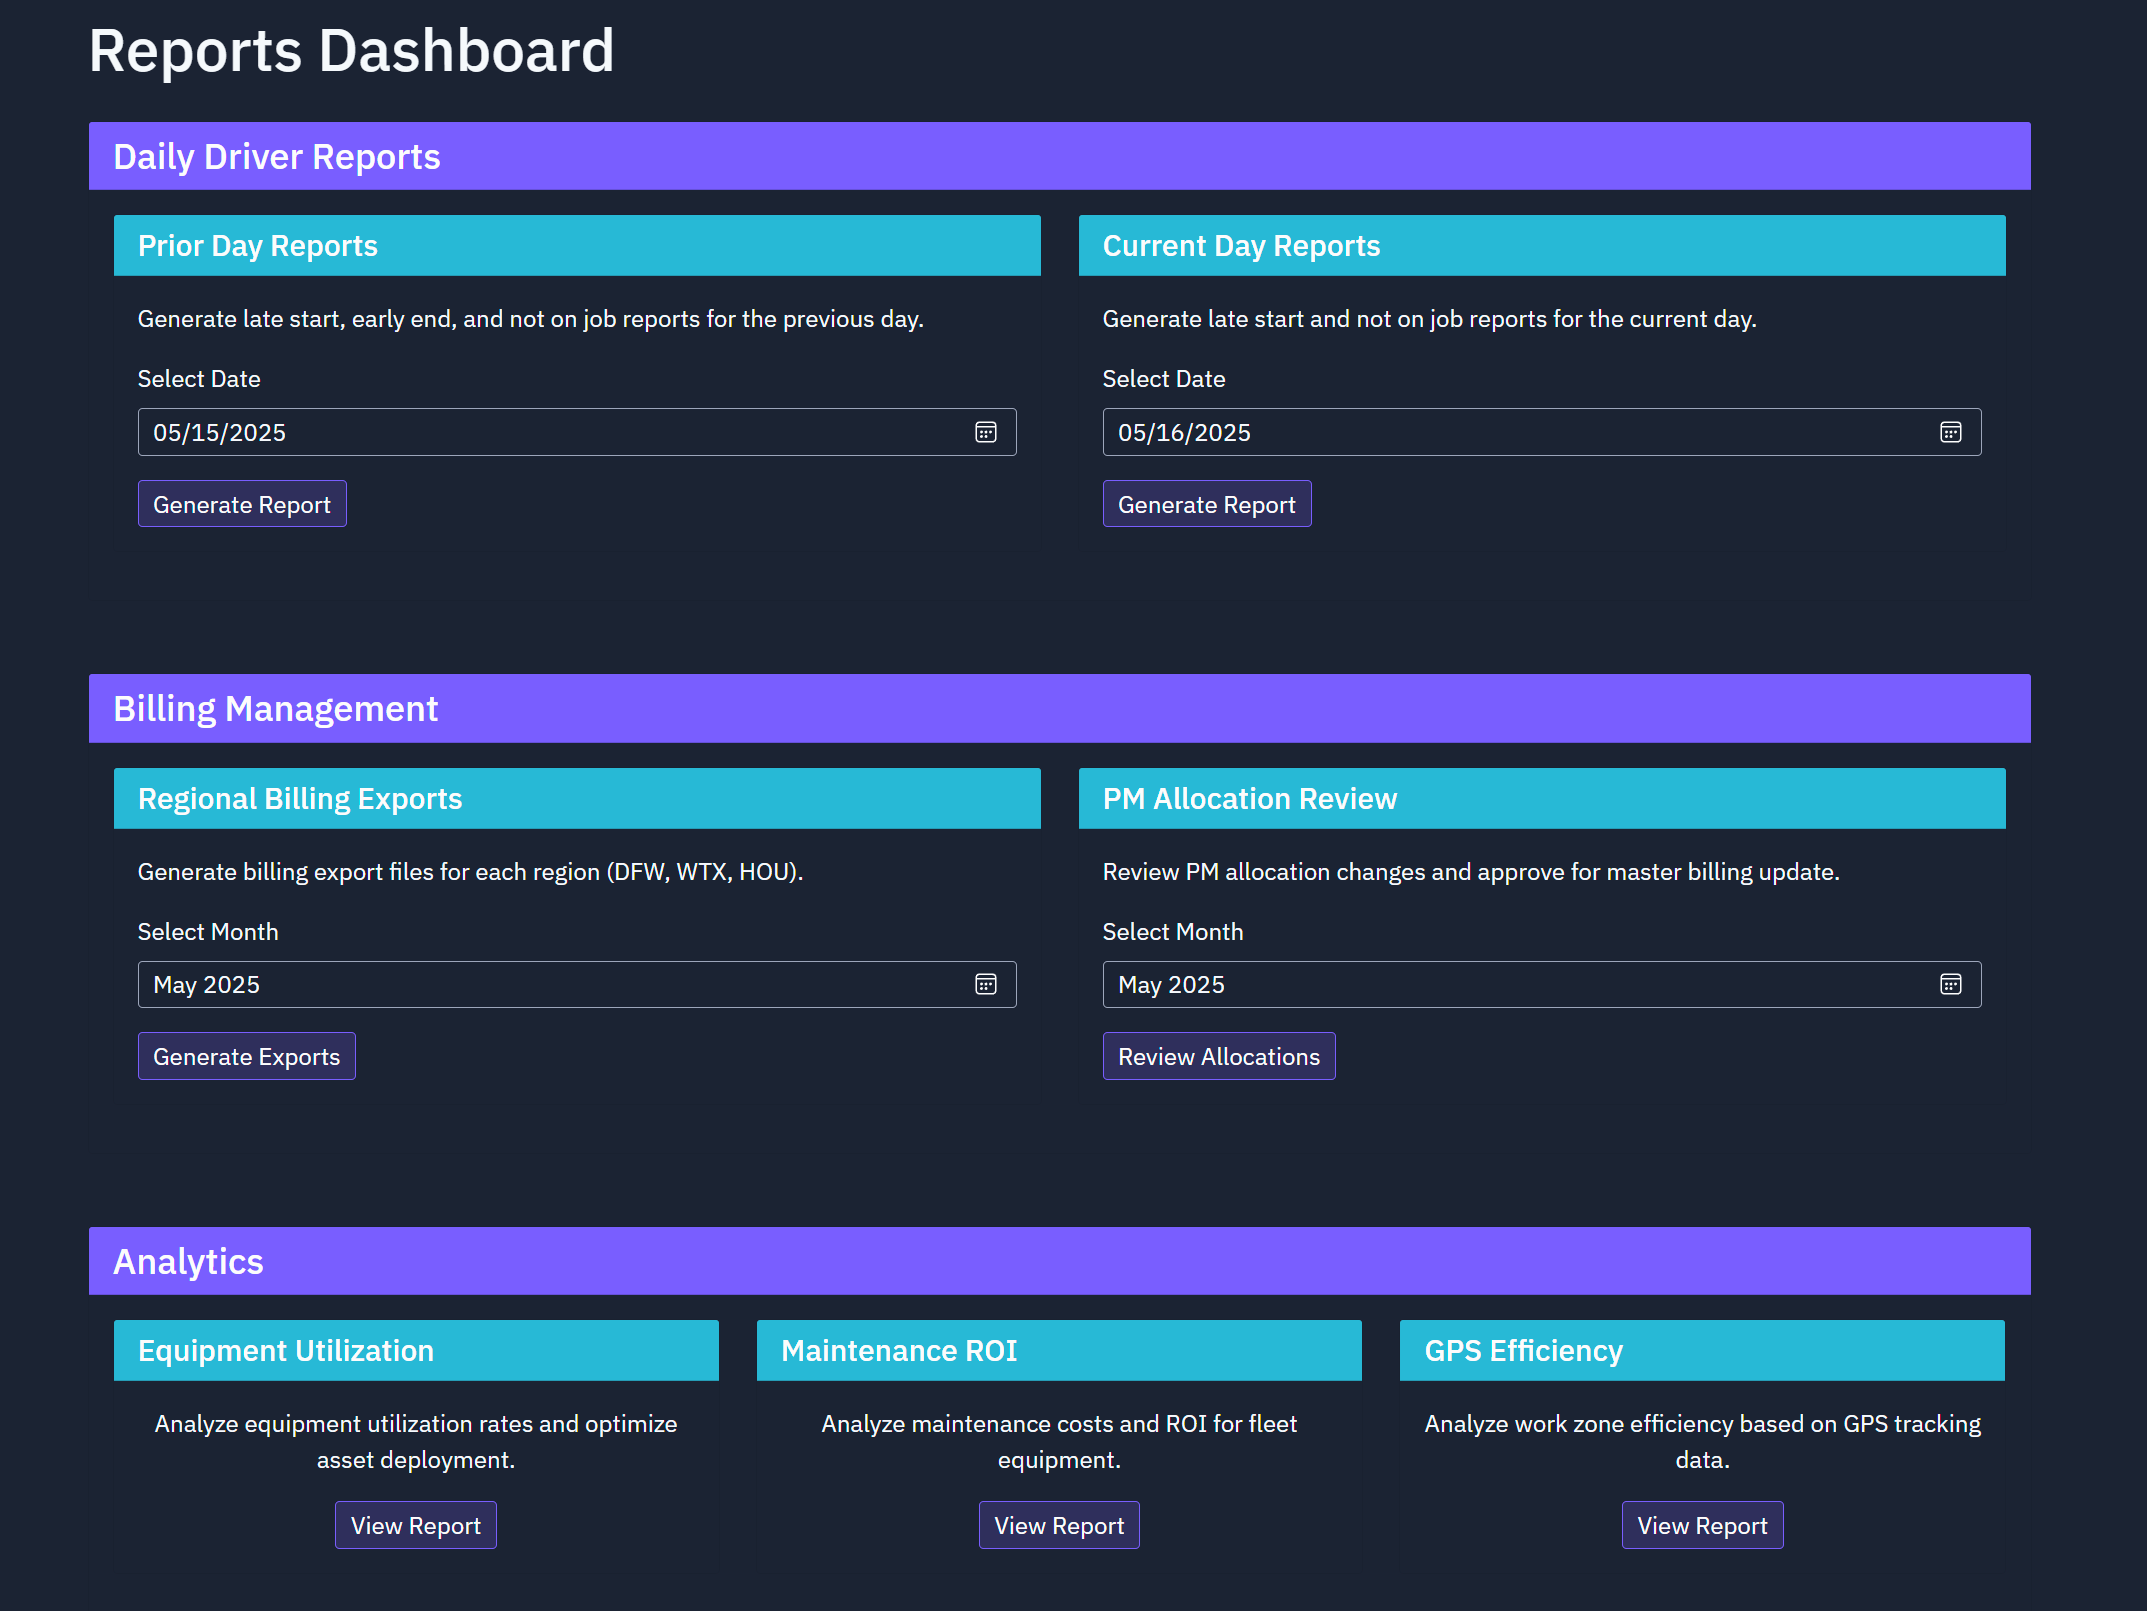 Reports Dashboard
Daily Driver Reports
Prior Day Reports
Generate late start, early end, and not on job reports for the previous day.
Select Date
05/15/2025
Generate Report
Current Day Reports
Generate late start and not on job reports for the current day.
Select Date
05/16/2025
Generate Report
Billing Management
Regional Billing Exports
Generate billing export files for each region (DFW, WTX, HOU).
Select Month
May 2025
Generate Exports
PM Allocation Review
Review PM allocation changes and approve for master billing update.
Select Month
May 2025
Review Allocations
Analytics
Equipment Utilization
Analyze equipment utilization rates and optimize
asset deployment.
View Report
Maintenance ROI
Analyze maintenance costs and ROI for fleet
equipment.
View Report
GPS Efficiency
Analyze work zone efficiency based on GPS tracking
data.
View Report